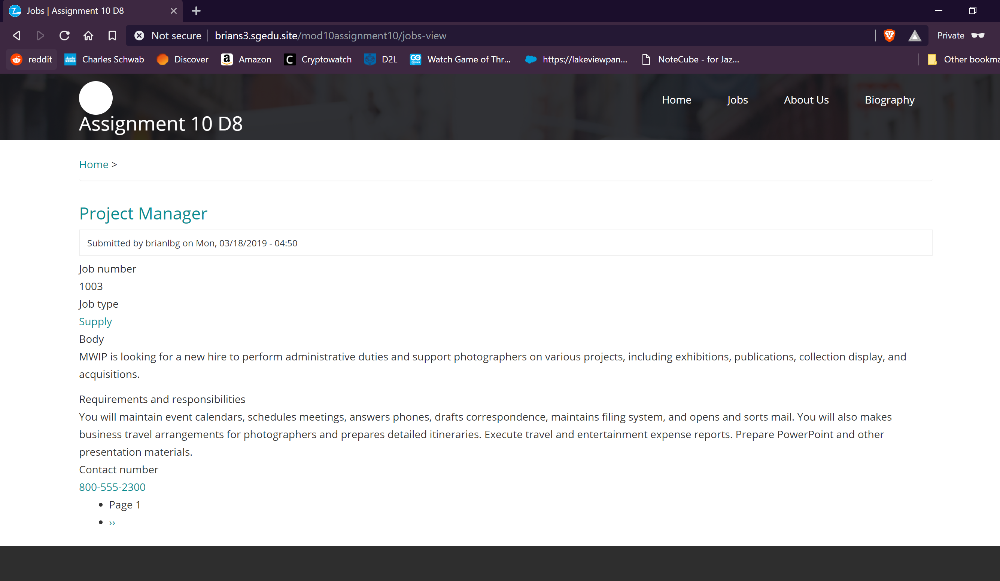 Jobs | Assignment 10 D8
Not secure
brians3.sgedu.site/mod10assignment10/jobs-view
Private
reddit
Charles Schwab
Discover
Amazon
Cryptowatch
D2L
Watch Game of Thr...
https://lakeviewpan...
NoteCube - for Jaz...
Other bookma
Home
Jobs
About Us
Biography
Assignment 10 D8
Home >
Project Manager
Submitted by brianlbg on Mon, 03/18/2019 - 04:50
Job number
1003
Job type
Supply
Body
MWIP is looking for a new hire to perform administrative duties and support photographers on various projects, including exhibitions, publications, collection display, and
acquisitions.
Requirements and responsibilities
You will maintain event calendars, schedules meetings, answers phones, drafts correspondence, maintains filing system, and opens and sorts mail. You will also makes
business travel arrangements for photographers and prepares detailed itineraries. Execute travel and entertainment expense reports. Prepare PowerPoint and other
presentation materials.
Contact number
800-555-2300
• Page 1
• ››